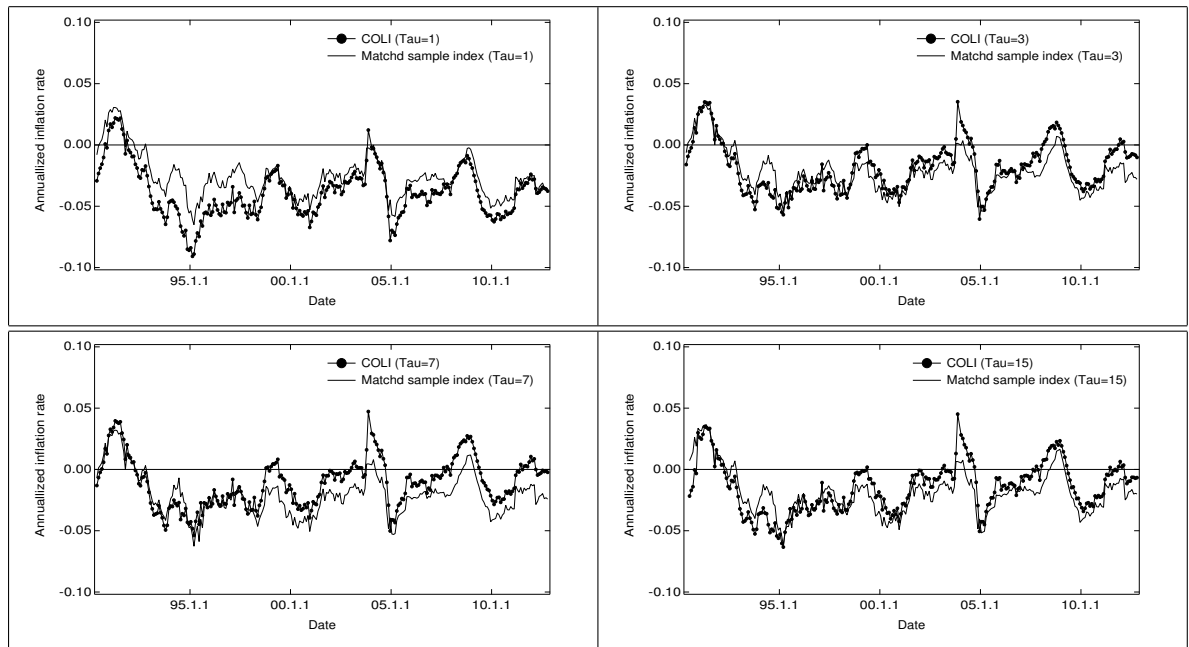 0.10
COLI (Tau=1)
Matchd sample index (Tau=1)
0.05
0.00
-0.05
-0.10
Annuallized inflation rate
95.1.1 00.1.1 05.1.1 10.1.1
Date
0.10
COLI (Tau=3)
Matchd sample index (Tau=3)
0.05
0.00
-0.05
-0.10
Annuallized inflation rate
95.1.1 00.1.1 05.1.1 10.1.1
Date
0.10
COLI (Tau=7)
Matchd sample index (Tau=7)
0.05
0.00
-0.05
-0.10
Annuallized inflation rate
95.1.1 00.1.1 05.1.1 10.1.1
Date
0.10
COLI (Tau=15)
Matchd sample index (Tau=15)
0.05
0.00
-0.05
-0.10
Annuallized inflation rate
95.1.1 00.1.1 05.1.1 10.1.1
Date